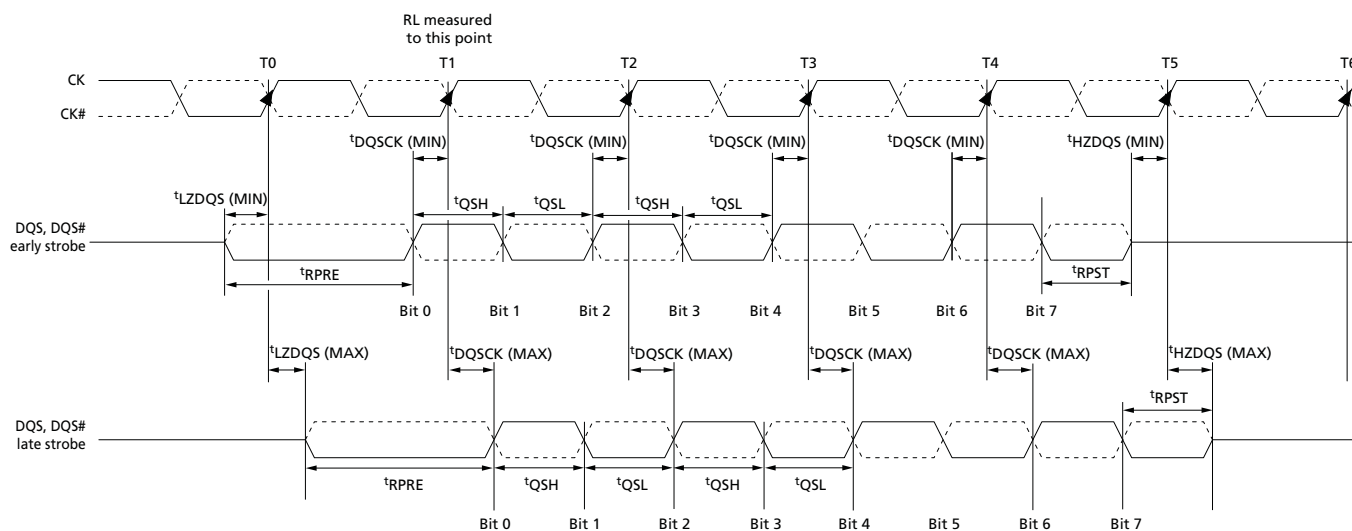 RL measured
to this point
T0 T1 T2 T3 T4 T5 T6
CK
CK#
tDQSCK (MIN) tDQSCK (MIN) tDQSCK (MIN) tDQSCK (MIN) tHZDQS (MIN)
tLZDQS (MIN)
tQSH tQSL tQSH tQSL
DQS, DQS#
early strobe
tRPRE tRPST
Bit 0 Bit 1 Bit 2 Bit 3 Bit 4 Bit 5 Bit 6 Bit 7
tLZDQS (MAX) tDQSCK (MAX) tDQSCK (MAX) tDQSCK (MAX) tDQSCK (MAX) tHZDQS (MAX)
tRPST
DQS, DQS#
late strobe
tRPRE tQSH tQSL tQSH tQSL
Bit 0 Bit 1 Bit 2 Bit 3 Bit 4 Bit 5 Bit 6 Bit 7